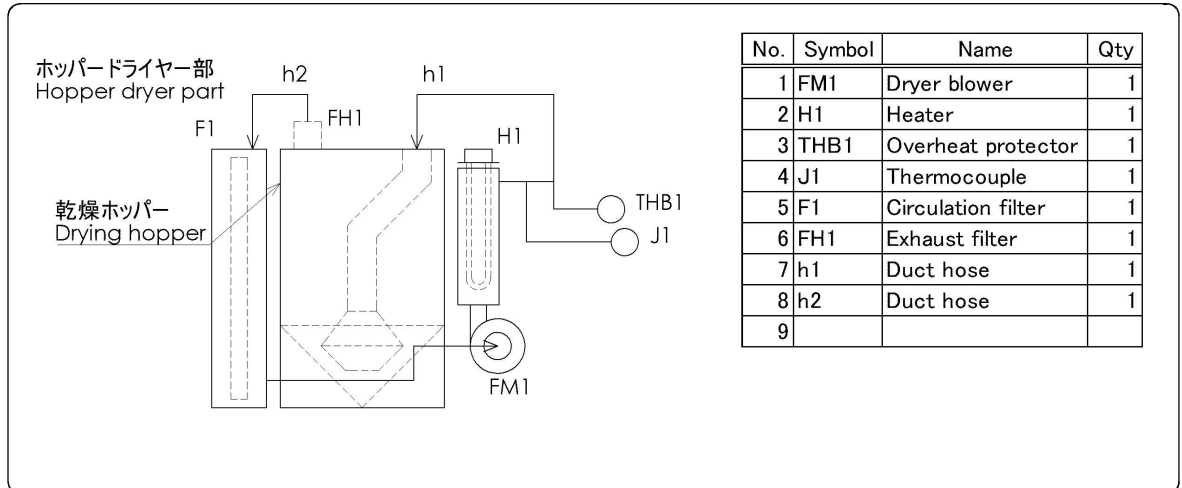 ホッパードライヤー部
Hopper dryer part
h2
h1
F1
FH1
H1
乾燥ホッパー
Drying hopper
THB1
J1
FM1
No. Symbol Name Qty
1 FM1 Dryer blower 1
2 H1 Heater 1
3 THB1 Overheat protector 1
4 J1 Thermocouple 1
5 F1 Circulation filter 1
6 FH1 Exhaust filter 1
7 h1 Duct hose 1
8 h2 Duct hose 1
9